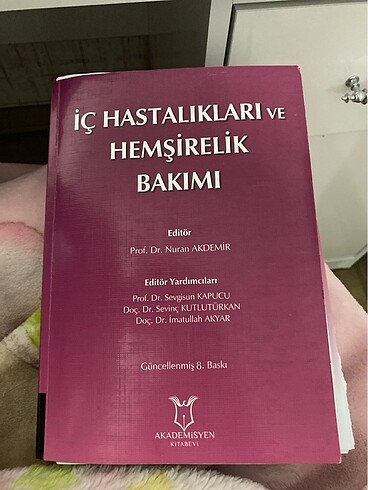 İÇ HASTALIKLARI VE
HEMŞİRELİK
BAKIMI
Editör
Prof. Dr. Nuran AKDEMİR
Editör Yardımcıları
Prof. Dr. Sevgisun KAPUCU
Doç. Dr. Sevinç KUTLUTÜRKAN
Doç. Dr. İmatullah AKYAR
Güncellenmiş 8. Baskı
AKADEMİSYEN
KİTABEVİ